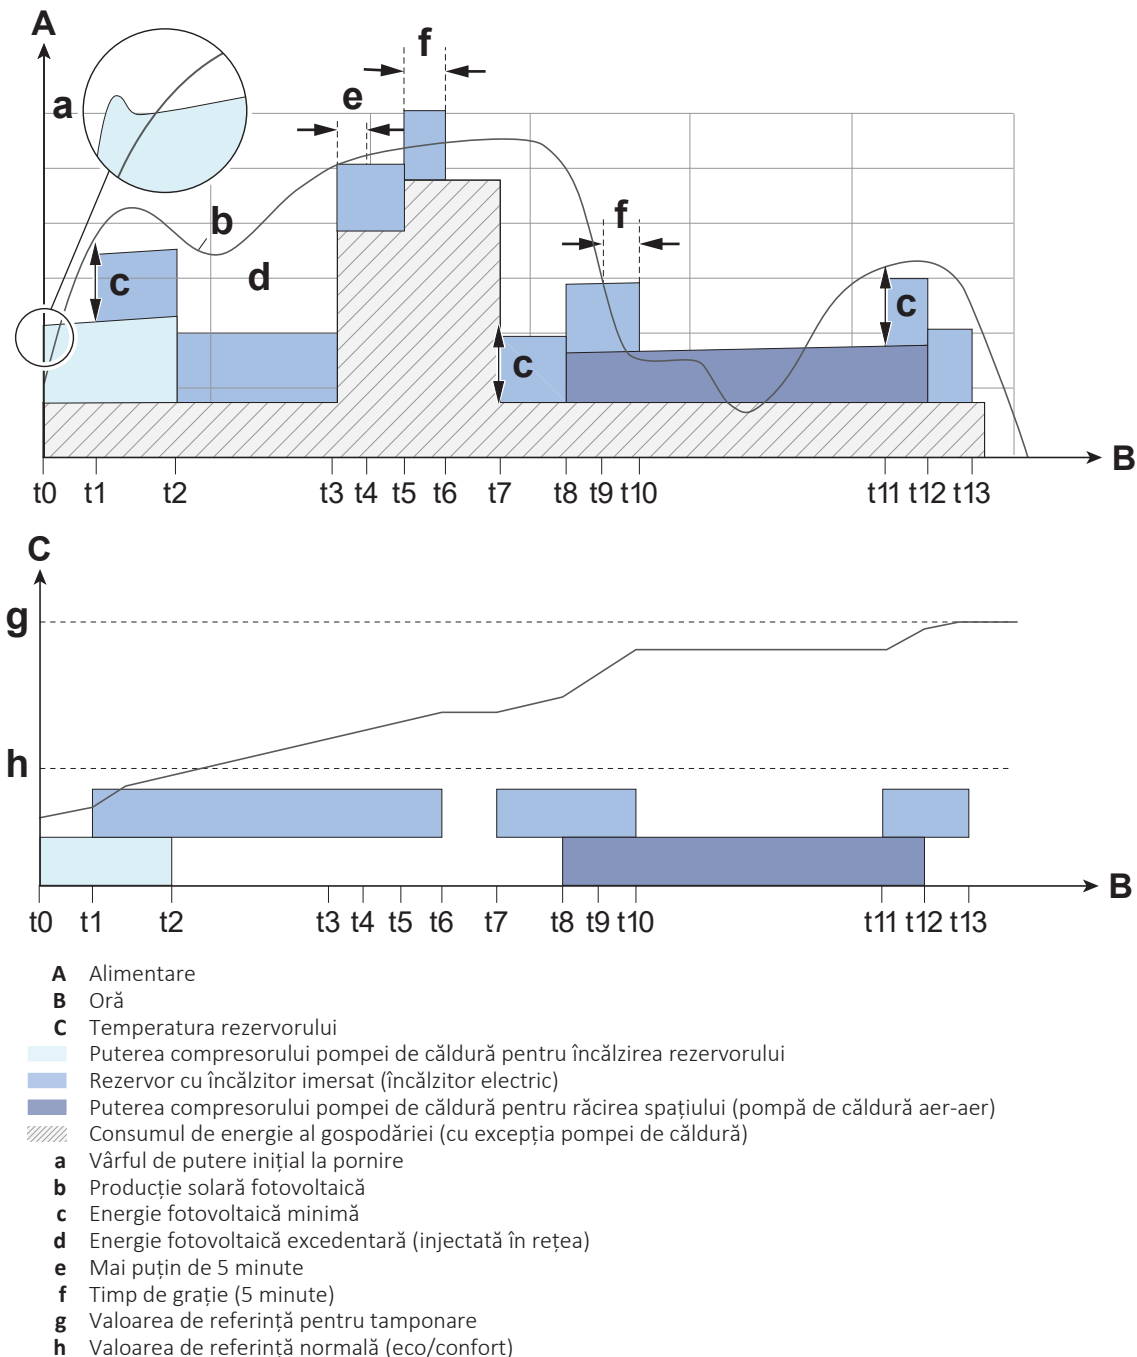 A
f
e
a
b
d
f
c
c
c
B
t0 t1 t2 t3 t4 t5 t6 t7 t8 t9 t10 t11 t12 t13
C
g
h
B
t0 t1 t2 t3 t4 t5 t6 t7 t8 t9 t10 t11 t12 t13
A Alimentare
B Oră
C Temperatura rezervorului
Puterea compresorului pompei de căldură pentru încălzirea rezervorului
Rezervor cu încălzitor imersat (încălzitor electric)
Puterea compresorului pompei de căldură pentru răcirea spațiului (pompă de căldură aer-aer)
Consumul de energie al gospodăriei (cu excepția pompei de căldură)
a Vârful de putere inițial la pornire
b Producție solară fotovoltaică
c Energie fotovoltaică minimă
d Energie fotovoltaică excedentară (injectată în rețea)
e Mai puțin de 5 minute
f Timp de grație (5 minute)
g Valoarea de referință pentru tamponare
h Valoarea de referință normală (eco/confort)